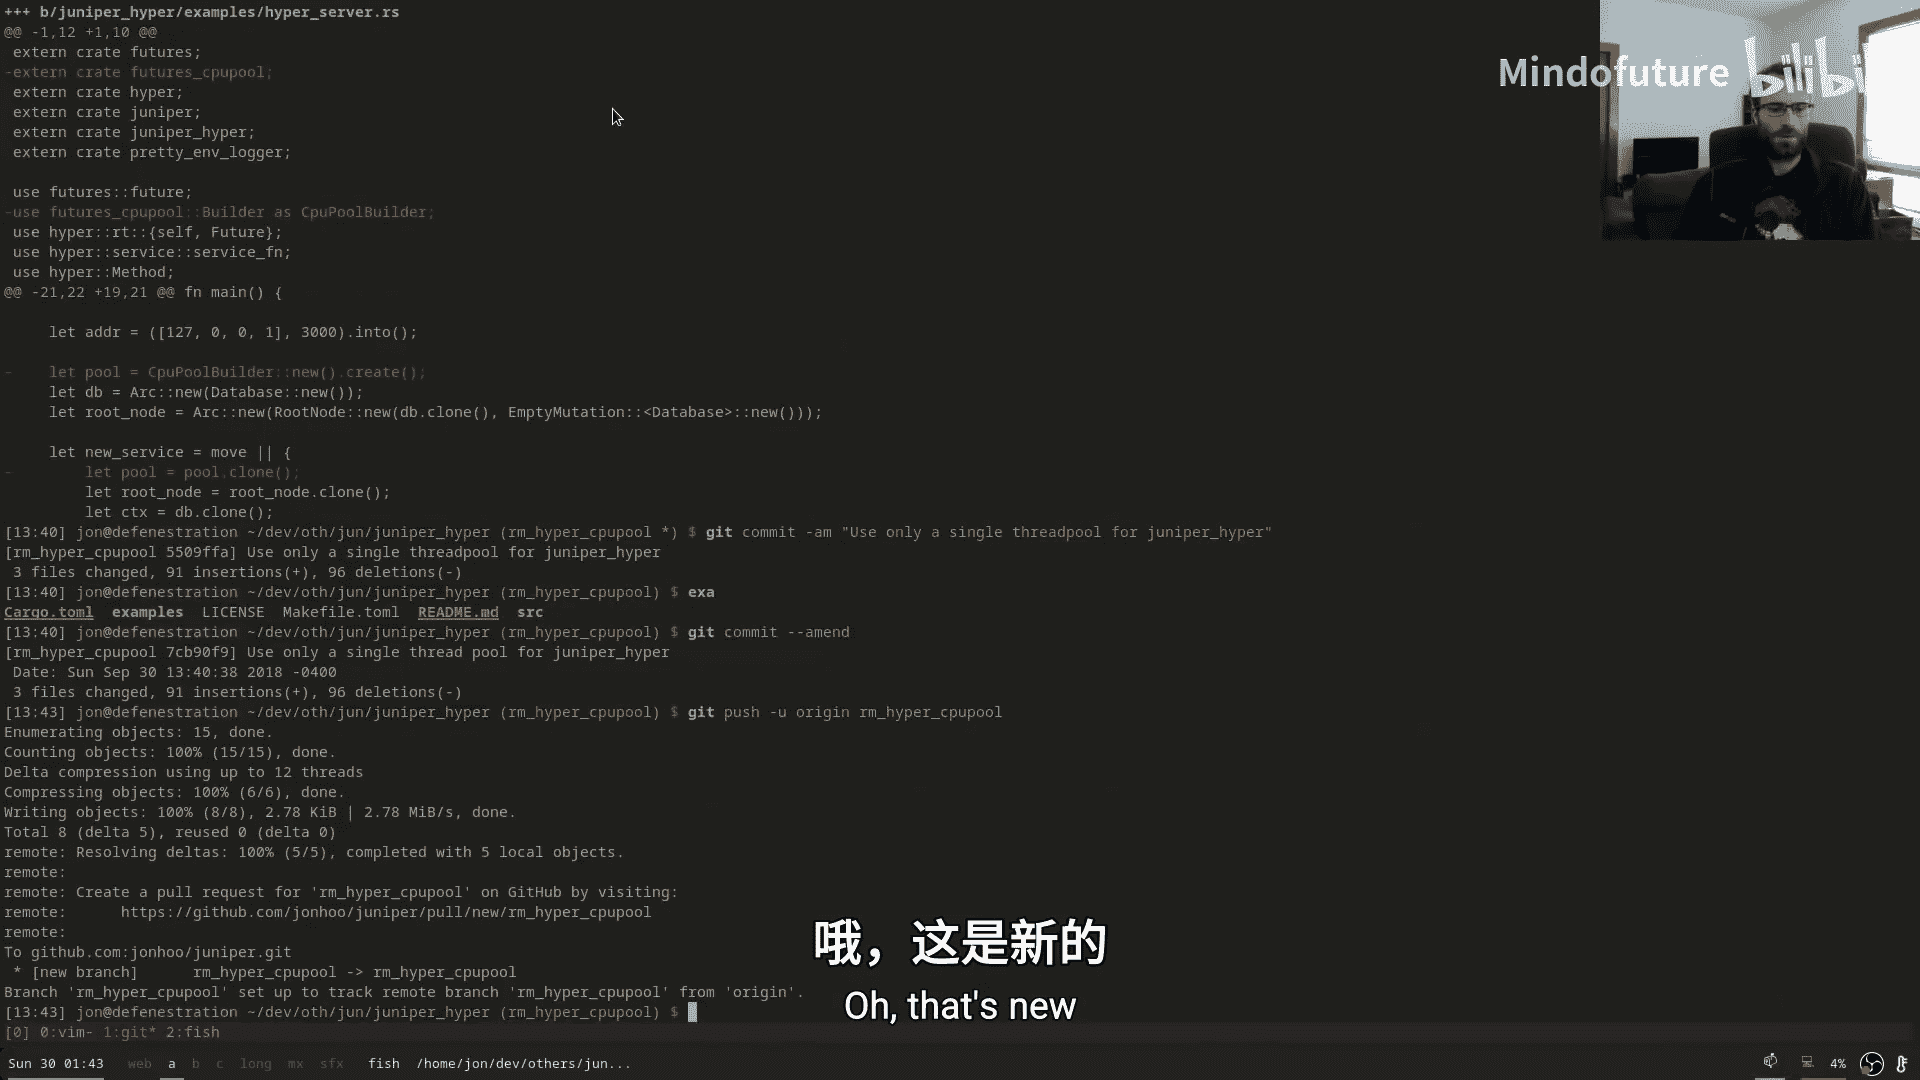 +++ b/juniper_hyper/examples/hyper_server.rs
@@ -1,12 +1,10 @@
 extern crate futures;
-extern crate futures_cpupool;
 extern crate hyper;
 extern crate juniper;
 extern crate juniper_hyper;
 extern crate pretty_env_logger;
 use futures::future;
-use futures_cpupool::Builder as CpuPoolBuilder;
 use hyper::rt::{self, Future};
 use hyper::service::service_fn;
 use hyper::Method;
@@ -21,22 +19,21 @@ fn main() {
     let addr = ([127, 0, 0, 1], 3000).into();
-    let pool = CpuPoolBuilder::new().create();
     let db = Arc::new(Database::new());
     let root_node = Arc::new(RootNode::new(db.clone(), EmptyMutation::<Database>::new()));
     let new_service = move || {
-        let pool = pool.clone();
         let root_node = root_node.clone();
         let ctx = db.clone();
[13:40] jon@defenestration ~/dev/oth/jun/juniper_hyper (rm_hyper_cpupool *) $ git commit -am "Use only a single threadpool for juniper_hyper"
[rm_hyper_cpupool 5509ffa] Use only a single threadpool for juniper_hyper
 3 files changed, 91 insertions(+), 96 deletions(-)
[13:40] jon@defenestration ~/dev/oth/jun/juniper_hyper (rm_hyper_cpupool) $ exa
Cargo.toml  examples  LICENSE  Makefile.toml  README.md  src
[13:40] jon@defenestration ~/dev/oth/jun/juniper_hyper (rm_hyper_cpupool) $ git commit --amend
[rm_hyper_cpupool 7cb90f9] Use only a single thread pool for juniper_hyper
 Date: Sun Sep 30 13:40:38 2018 -0400
 3 files changed, 91 insertions(+), 96 deletions(-)
[13:43] jon@defenestration ~/dev/oth/jun/juniper_hyper (rm_hyper_cpupool) $ git push -u origin rm_hyper_cpupool
Enumerating objects: 15, done.
Counting objects: 100% (15/15), done.
Delta compression using up to 12 threads
Compressing objects: 100% (6/6), done.
Writing objects: 100% (8/8), 2.78 KiB | 2.78 MiB/s, done.
Total 8 (delta 5), reused 0 (delta 0)
remote: Resolving deltas: 100% (5/5), completed with 5 local objects.
remote:
remote: Create a pull request for 'rm_hyper_cpupool' on GitHub by visiting:
remote:      https://github.com/jonhoo/juniper/pull/new/rm_hyper_cpupool
remote:
To github.com:jonhoo/juniper.git
 * [new branch]      rm_hyper_cpupool -> rm_hyper_cpupool
Branch 'rm_hyper_cpupool' set up to track remote branch 'rm_hyper_cpupool' from 'origin'.
[13:43] jon@defenestration ~/dev/oth/jun/juniper_hyper (rm_hyper_cpupool) $
[0] 0:vim- 1:git* 2:fish
Sun 30 01:43  web  a  b  c  long  mx  sfx  fish  /home/jon/dev/others/jun...  4%
Mindofuture bilibi
哦，这是新的
Oh, that's new